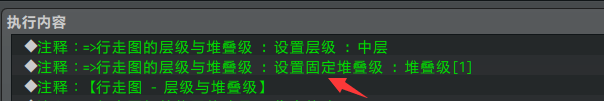 执行内容
◆注释：=>行走图的层级与堆叠级 : 设置层级 : 中层
◆注释：=>行走图的层级与堆叠级 : 设置固定堆叠级 : 堆叠级[1]
◆注释：【行走图 - 层级与堆叠级】